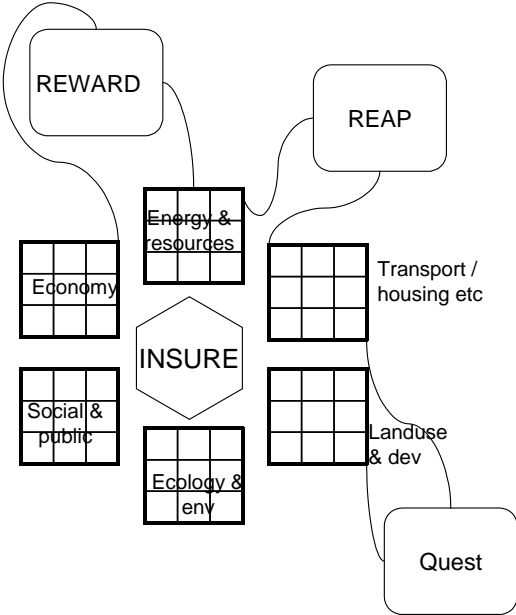 REWARD
REAP
Energy &
resources
Economy
Transport /
housing etc
INSURE
Social &
public
Landuse
& dev
Ecology &
env
Quest